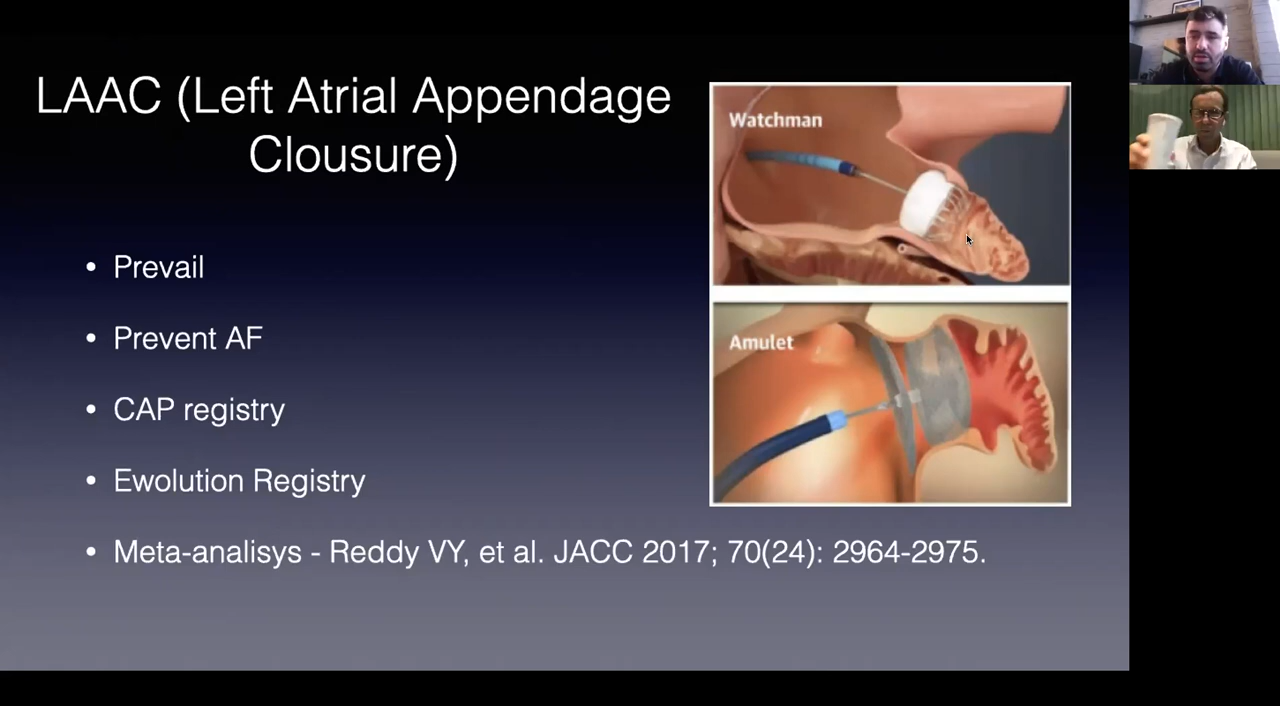 LAAC (Left Atrial Appendage
Clousure)
Watchman
Amulet
• Prevail
• Prevent AF
• CAP registry
• Ewolution Registry
• Meta-analisys - Reddy VY, et al. JACC 2017; 70(24): 2964-2975.